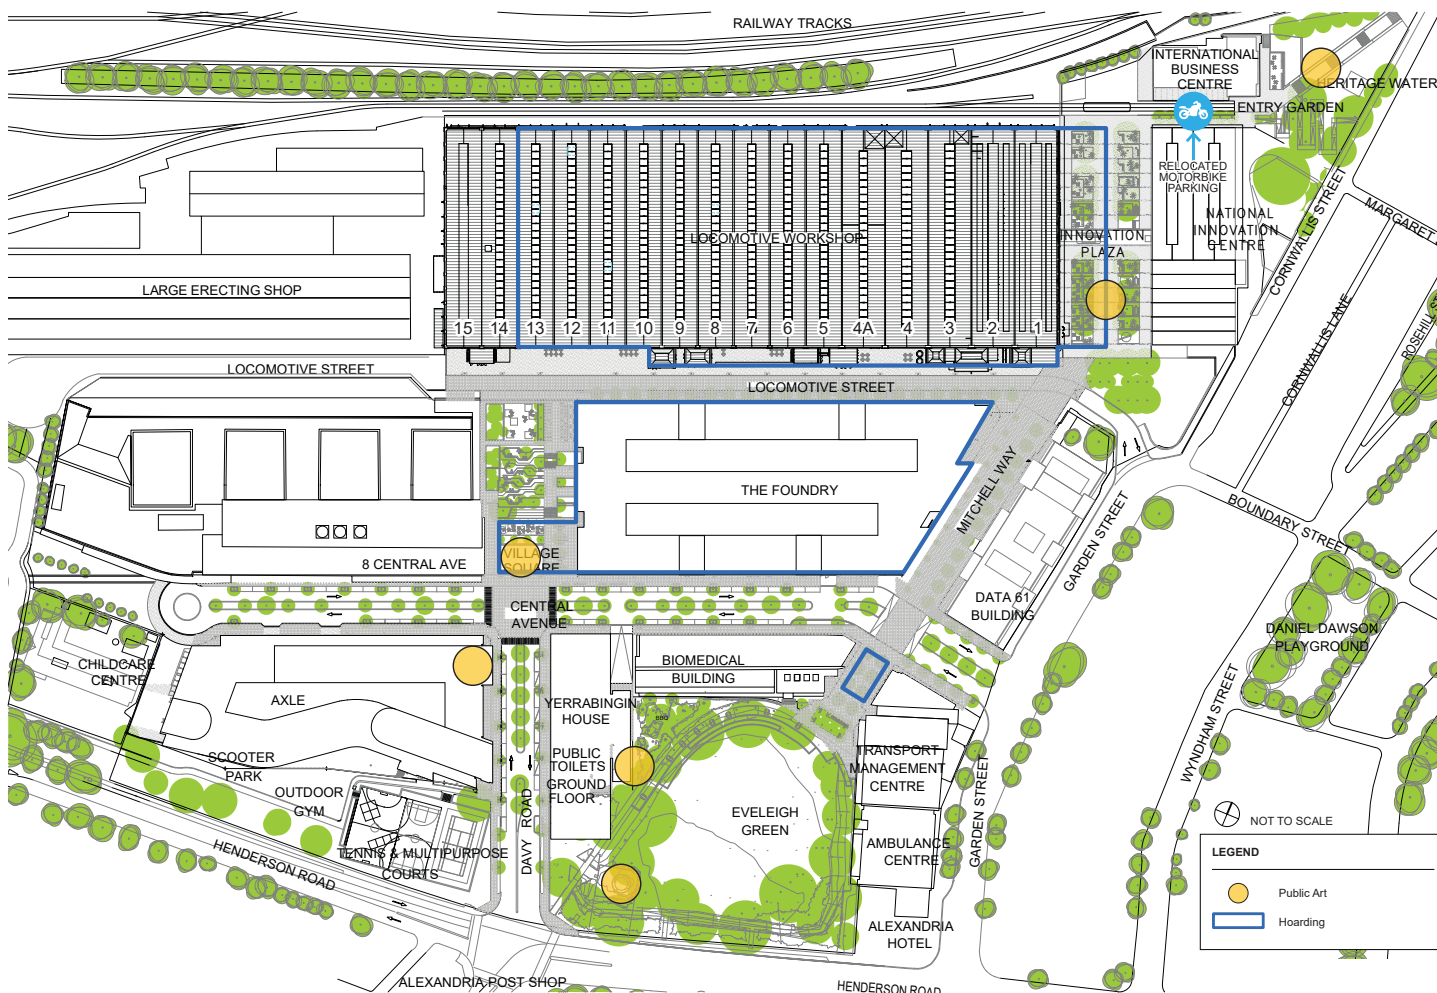 RAILWAY TRACKS
INTERNATIONAL
BUSINESS
CENTRE
HERITAGE WATER
ENTRY GARDEN
RELOCATED
MOTORBIKE
PARKING
NATIONAL
INNOVATION
CENTRE
CORNWALLIS STREET
MARGARET
INNOVATION
PLAZA
LOCOMOTIVE WORKSHOP
LARGE ERECTING SHOP
15 14 13 12 11 10 9 8 7 6 5 4A 4 3 2 1
CORNWALLIS LANE
ROSEHILL
LOCOMOTIVE STREET
LOCOMOTIVE STREET
THE FOUNDRY
MITCHELL WAY
GARDEN STREET
BOUNDARY STREET
8 CENTRAL AVE
VILLAGE
SQUARE
CENTRAL
AVENUE
DATA 61
BUILDING
DANIEL DAWSON
PLAYGROUND
CHILDCARE
CENTRE
AXLE
BIOMEDICAL
BUILDING
YERRABINGIN
HOUSE
BBQ
WYNDHAM STREET
SCOOTER
PARK
OUTDOOR
GYM
PUBLIC
TOILETS
GROUND
FLOOR
DAVY ROAD
TRANSPORT
MANAGEMENT
CENTRE
GARDEN STREET
EVELEIGH
GREEN
AMBULANCE
CENTRE
TENNIS & MULTIPURPOSE
COURTS
HENDERSON ROAD
ALEXANDRIA
HOTEL
ALEXANDRIA POST SHOP
HENDERSON ROAD
NOT TO SCALE
LEGEND
Public Art
Hoarding